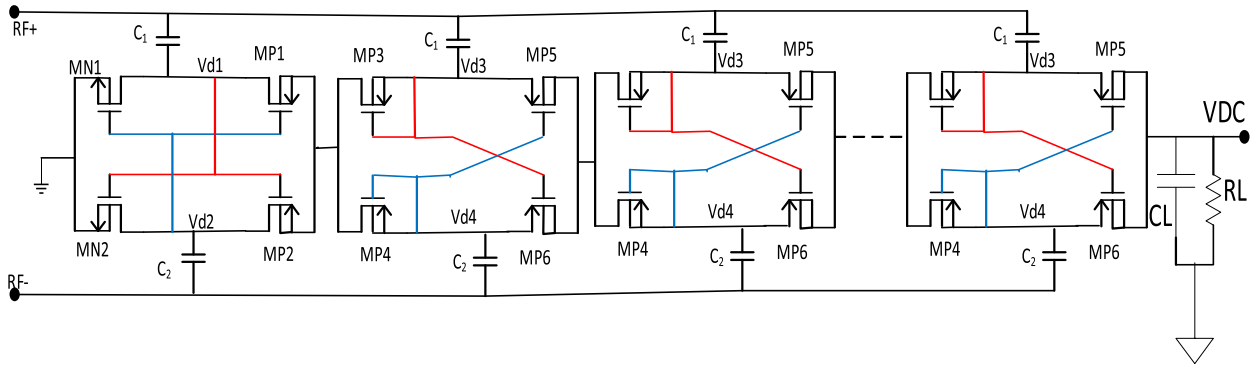 RF+
C1
C1
C1
C1
MN1
Vd1
MP1
MP3
Vd3
MP5
Vd3
MP5
Vd3
MP5
VDC
CL
RL
MN2
Vd2
MP2
MP4
Vd4
MP6
MP4
Vd4
MP6
MP4
Vd4
MP6
C2
C2
C2
C2
RF-